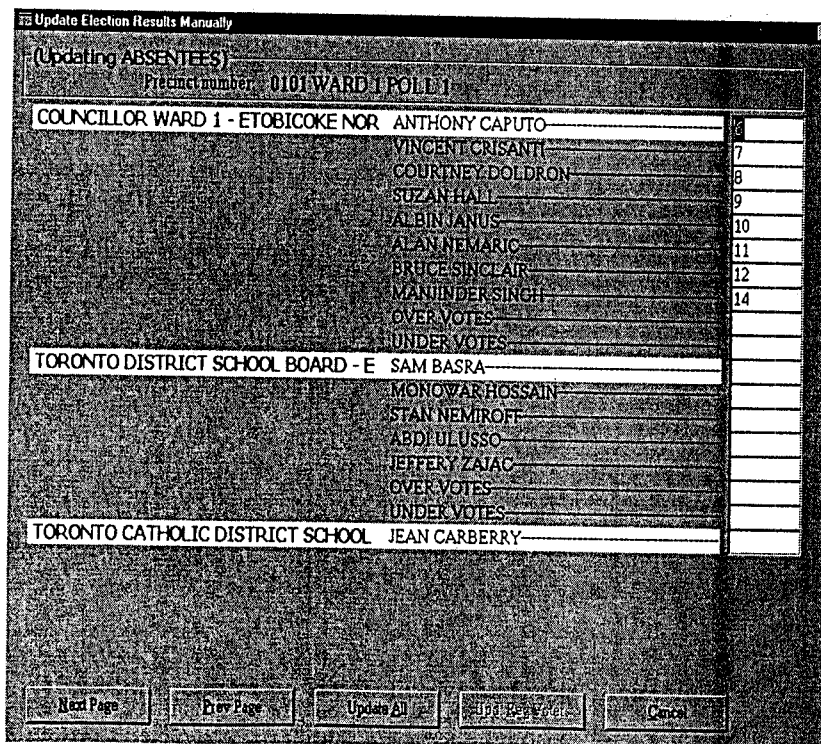 Update Election Results Manually
(Updating ABSENTEES)
Precinct number: 0101 WARD 1 POLL 1
COUNCILLOR WARD 1 - ETOBICOKE NOR ANTHONY CAPUTO 6
VINCENT CRISANTI 7
COURTNEY DOLDRON 8
SUZAN HALL 9
ALBIN JANUS 10
ALAN NEMARIC 11
BRUCE SINCLAIR 12
MANJINDER SINGH 14
OVER VOTES
UNDER VOTES
TORONTO DISTRICT SCHOOL BOARD - E SAM BASRA
MONOWAR HOSSAIN
STAN NEMIROFF
ABDI ULUSSO
JEFFERY ZAJAC
OVER VOTES
UNDER VOTES
TORONTO CATHOLIC DISTRICT SCHOOL JEAN CARBERRY
Next Page Prev Page Update All Cancel